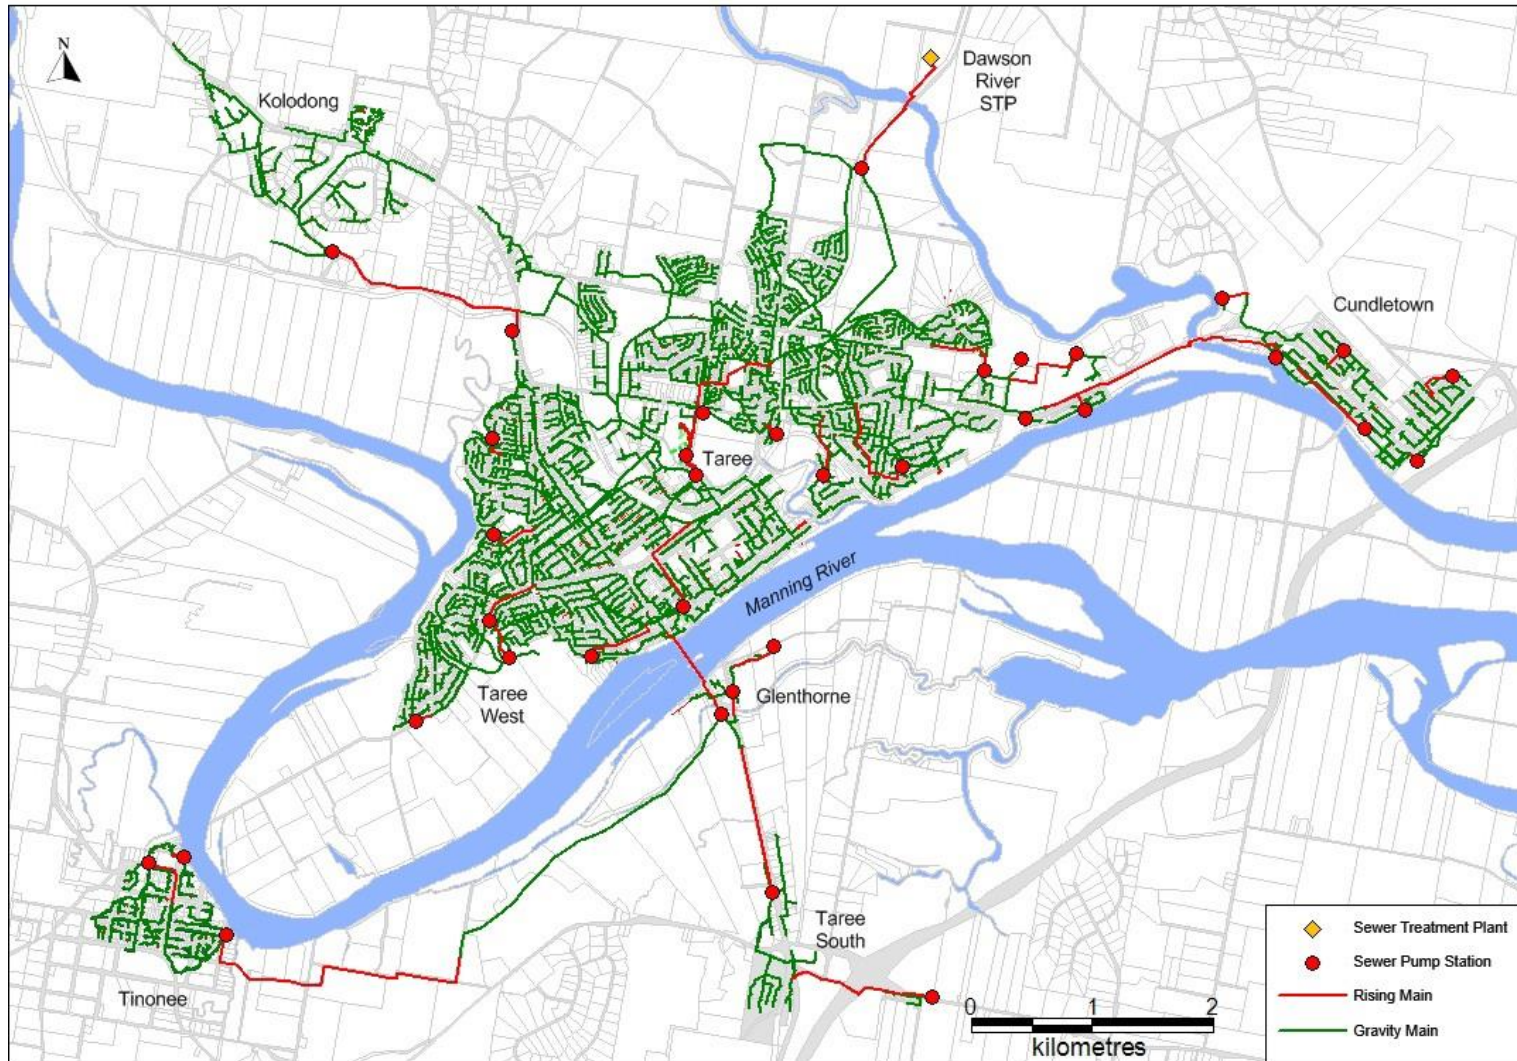 N
Kolodong
Dawson
River
STP
Cundletown
Taree
Manning River
Taree
West
Glenthorne
Taree
South
Tinonee
Sewer Treatment Plant
Sewer Pump Station
Rising Main
Gravity Main
0 1 2
kilometres